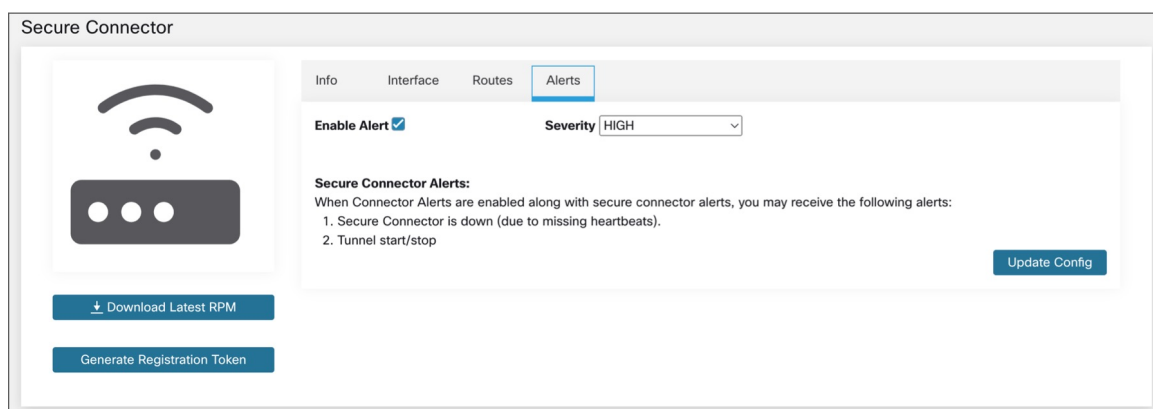 Secure Connector
Info Interface Routes Alerts
Enable Alert Severity HIGH
Secure Connector Alerts:
When Connector Alerts are enabled along with secure connector alerts, you may receive the following alerts:
1. Secure Connector is down (due to missing heartbeats).
2. Tunnel start/stop
Update Config
Download Latest RPM
Generate Registration Token